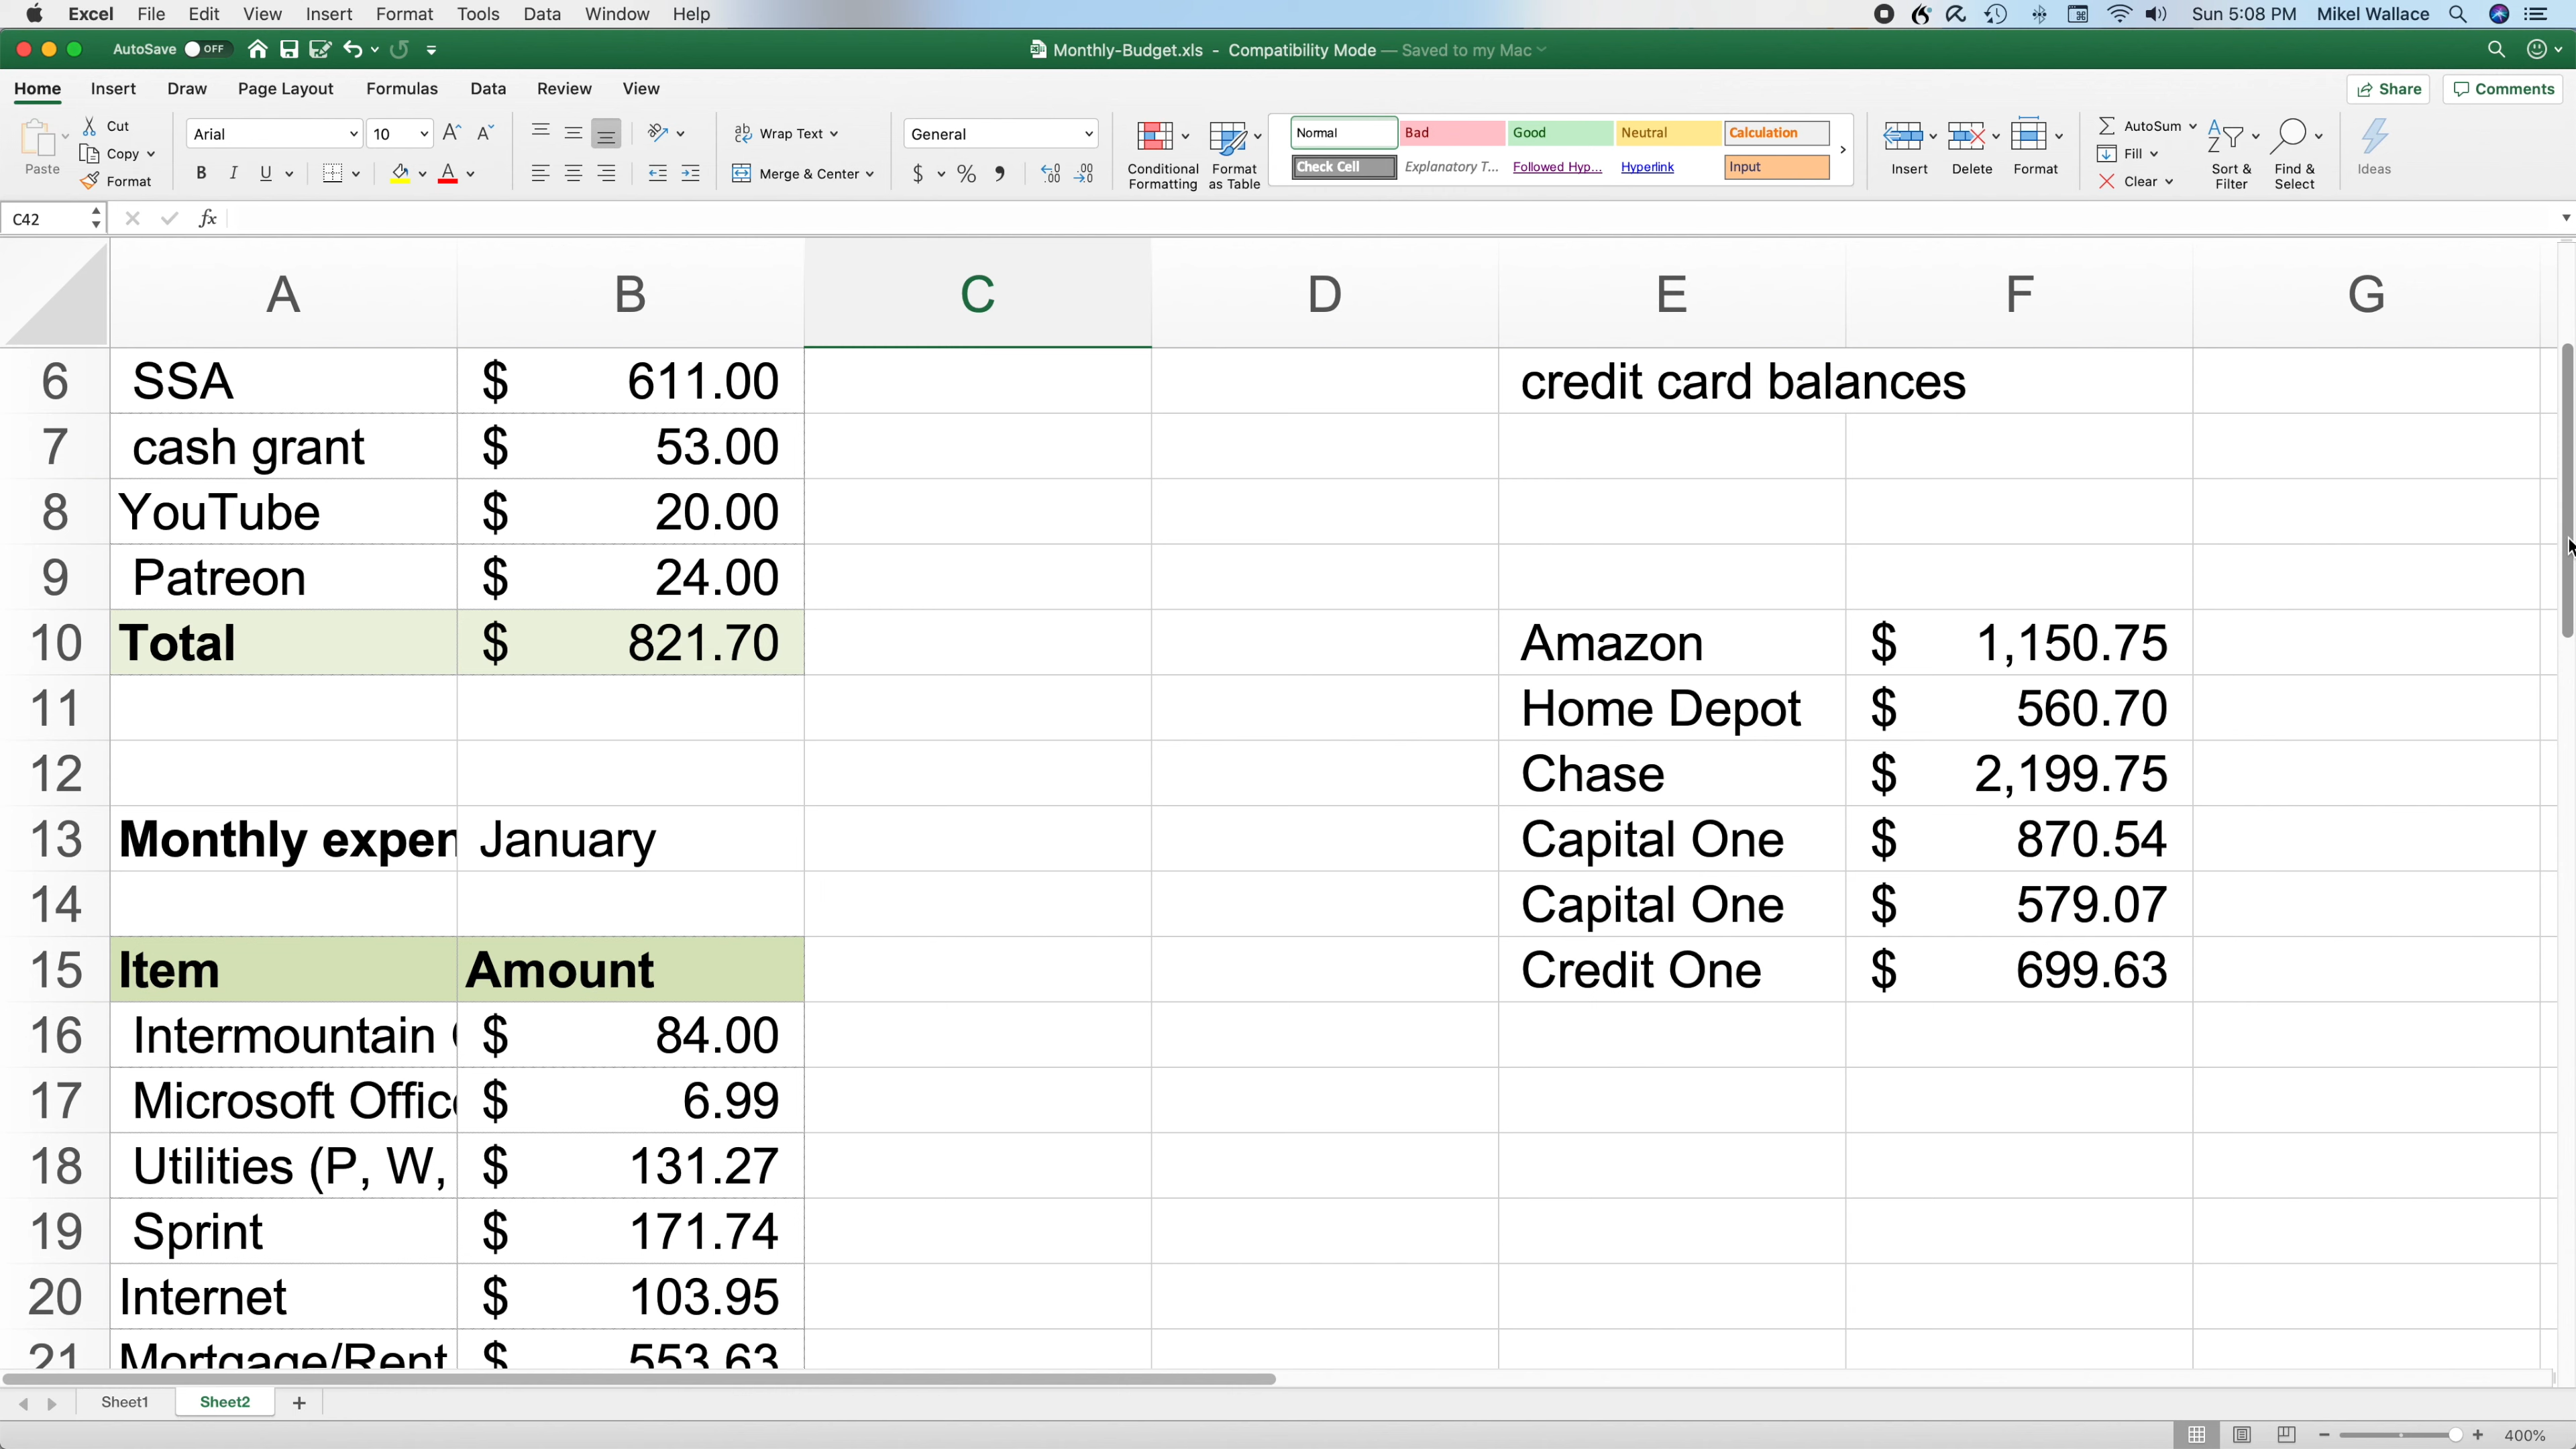 Excel File Edit View Insert Format Tools Data Window Help Sun 5:08 PM Mikel Wallace
AutoSave OFF Monthly-Budget.xls - Compatibility Mode — Saved to my Mac
Home Insert Draw Page Layout Formulas Data Review View Share Comments
Paste Cut Copy Format
Arial 10
B I U A
Wrap Text
Merge & Center
General
$ % ,
Conditional Formatting
Format as Table
Normal Bad Good Neutral Calculation
Check Cell Explanatory T... Followed Hyp... Hyperlink Input
Insert Delete Format
AutoSum
Fill
Clear
Sort & Filter
Find & Select
Ideas
C42 fx
A B C D E F G
6 SSA $ 611.00 credit card balances
7 cash grant $ 53.00
8 YouTube $ 20.00
9 Patreon $ 24.00
10 Total $ 821.70 Amazon $ 1,150.75
11 Home Depot $ 560.70
12 Chase $ 2,199.75
13 Monthly expen January Capital One $ 870.54
14 Capital One $ 579.07
15 Item Amount Credit One $ 699.63
16 Intermountain $ 84.00
17 Microsoft Offic $ 6.99
18 Utilities (P, W, $ 131.27
19 Sprint $ 171.74
20 Internet $ 103.95
21 Mortgage/Rent $ 553.63
Sheet1 Sheet2 +
400%